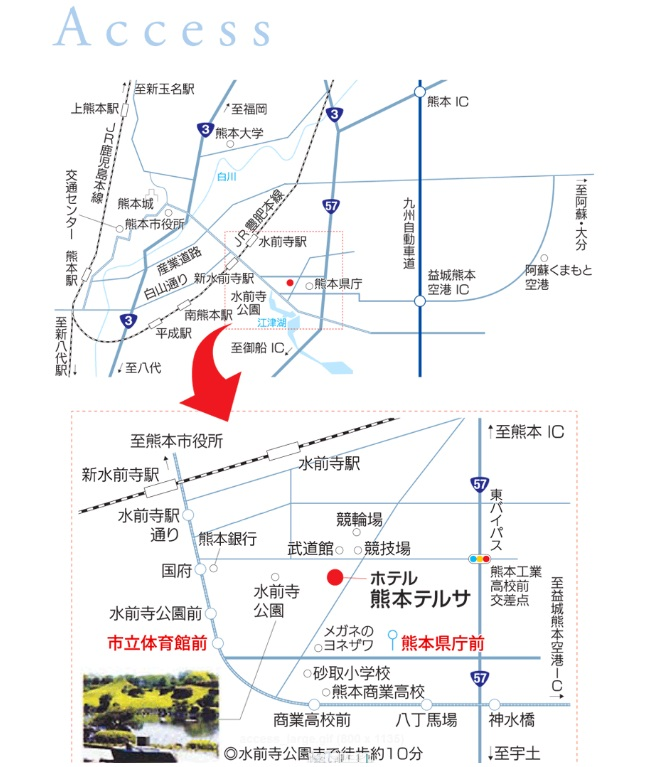 Access
至新玉名駅
上熊本駅
至福岡
3
3
熊本 IC
熊本大学
JR鹿児島本線
白川
交通センター
熊本城
熊本市役所
57
九州自動車道
至阿蘇・大分
JR豊肥本線
水前寺駅
産業道路
熊本駅
新水前寺駅
白山通り
熊本県庁
益城熊本
空港 IC
阿蘇くまもと
空港
水前寺
公園
南熊本駅
江津湖
3
平成駅
至新八代駅
至八代
至御船 IC
至熊本市役所
至熊本 IC
水前寺駅
新水前寺駅
57
東バイパス
水前寺駅
通り
競輪場
熊本銀行
武道館
競技場
国府
熊本工業
高校前
交差点
ホテル
熊本テルサ
水前寺
公園
至益城熊本空港IC
水前寺公園前
メガネの
ヨネザワ
市立体育館前
熊本県庁前
砂取小学校
57
熊本商業高校
商業高校前
八丁馬場
神水橋
◎水前寺公園まで徒歩約10分
至宇土